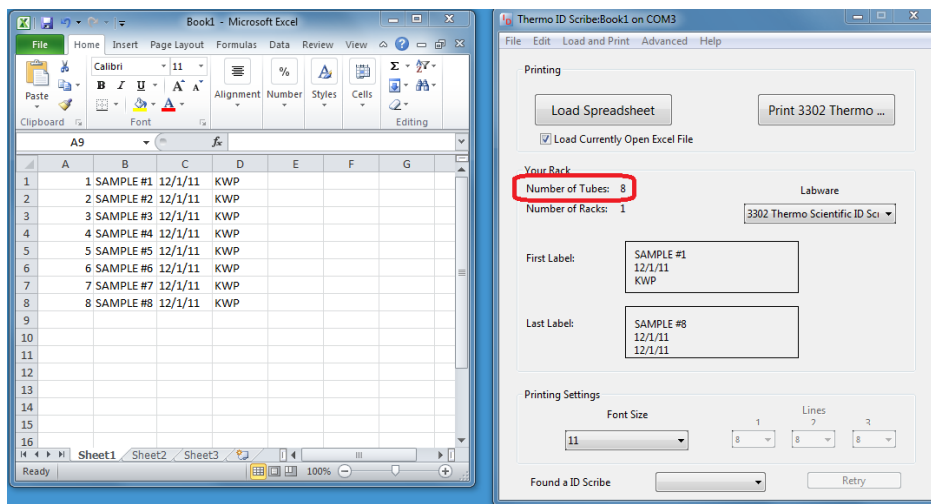 Book1 - Microsoft Excel
File Home Insert Page Layout Formulas Data Review View
Paste
Calibri 11
B I U A A
Alignment Number Styles Cells
Clipboard Font Editing
A9 fx
A B C D E F G
1 1 SAMPLE #1 12/1/11 KWP
2 2 SAMPLE #2 12/1/11 KWP
3 3 SAMPLE #3 12/1/11 KWP
4 4 SAMPLE #4 12/1/11 KWP
5 5 SAMPLE #5 12/1/11 KWP
6 6 SAMPLE #6 12/1/11 KWP
7 7 SAMPLE #7 12/1/11 KWP
8 8 SAMPLE #8 12/1/11 KWP
9
10
11
12
13
14
15
16
Sheet1 Sheet2 Sheet3
Ready 100%
Thermo ID Scribe:Book1 on COM3
File Edit Load and Print Advanced Help
Printing
Load Spreadsheet Print 3302 Thermo ...
Load Currently Open Excel File
Your Rack
Number of Tubes: 8
Labware
Number of Racks: 1
3302 Thermo Scientific ID Sci
First Label:
SAMPLE #1
12/1/11
KWP
Last Label:
SAMPLE #8
12/1/11
12/1/11
Printing Settings
Font Size
Lines
1 2 3
11 8 8 8
Found a ID Scribe Retry